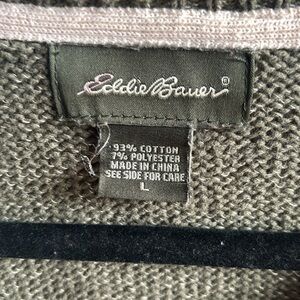 Eddie Bauer®
93% COTTON
7% POLYESTER
MADE IN CHINA
SEE SIDE FOR CARE
L